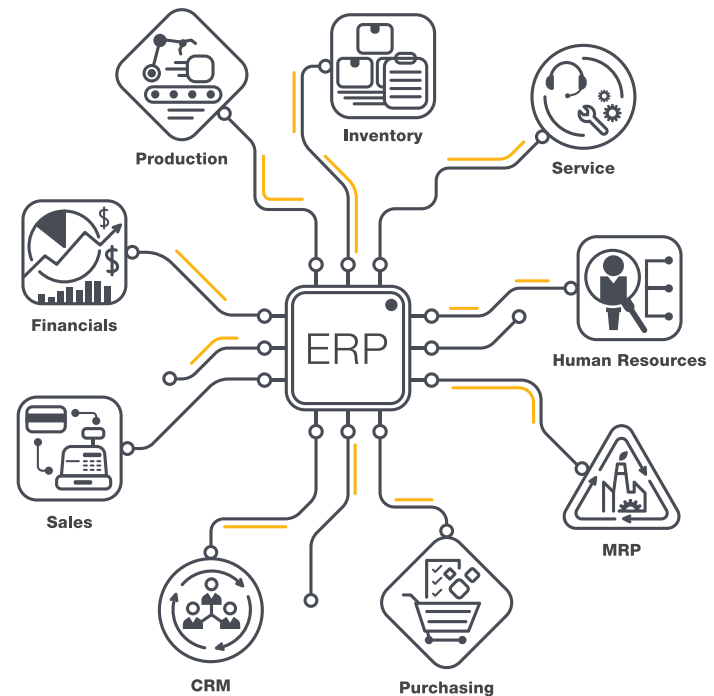 Production
Inventory
Service
Financials
$
$
ERP
Human Resources
Sales
MRP
CRM
Purchasing